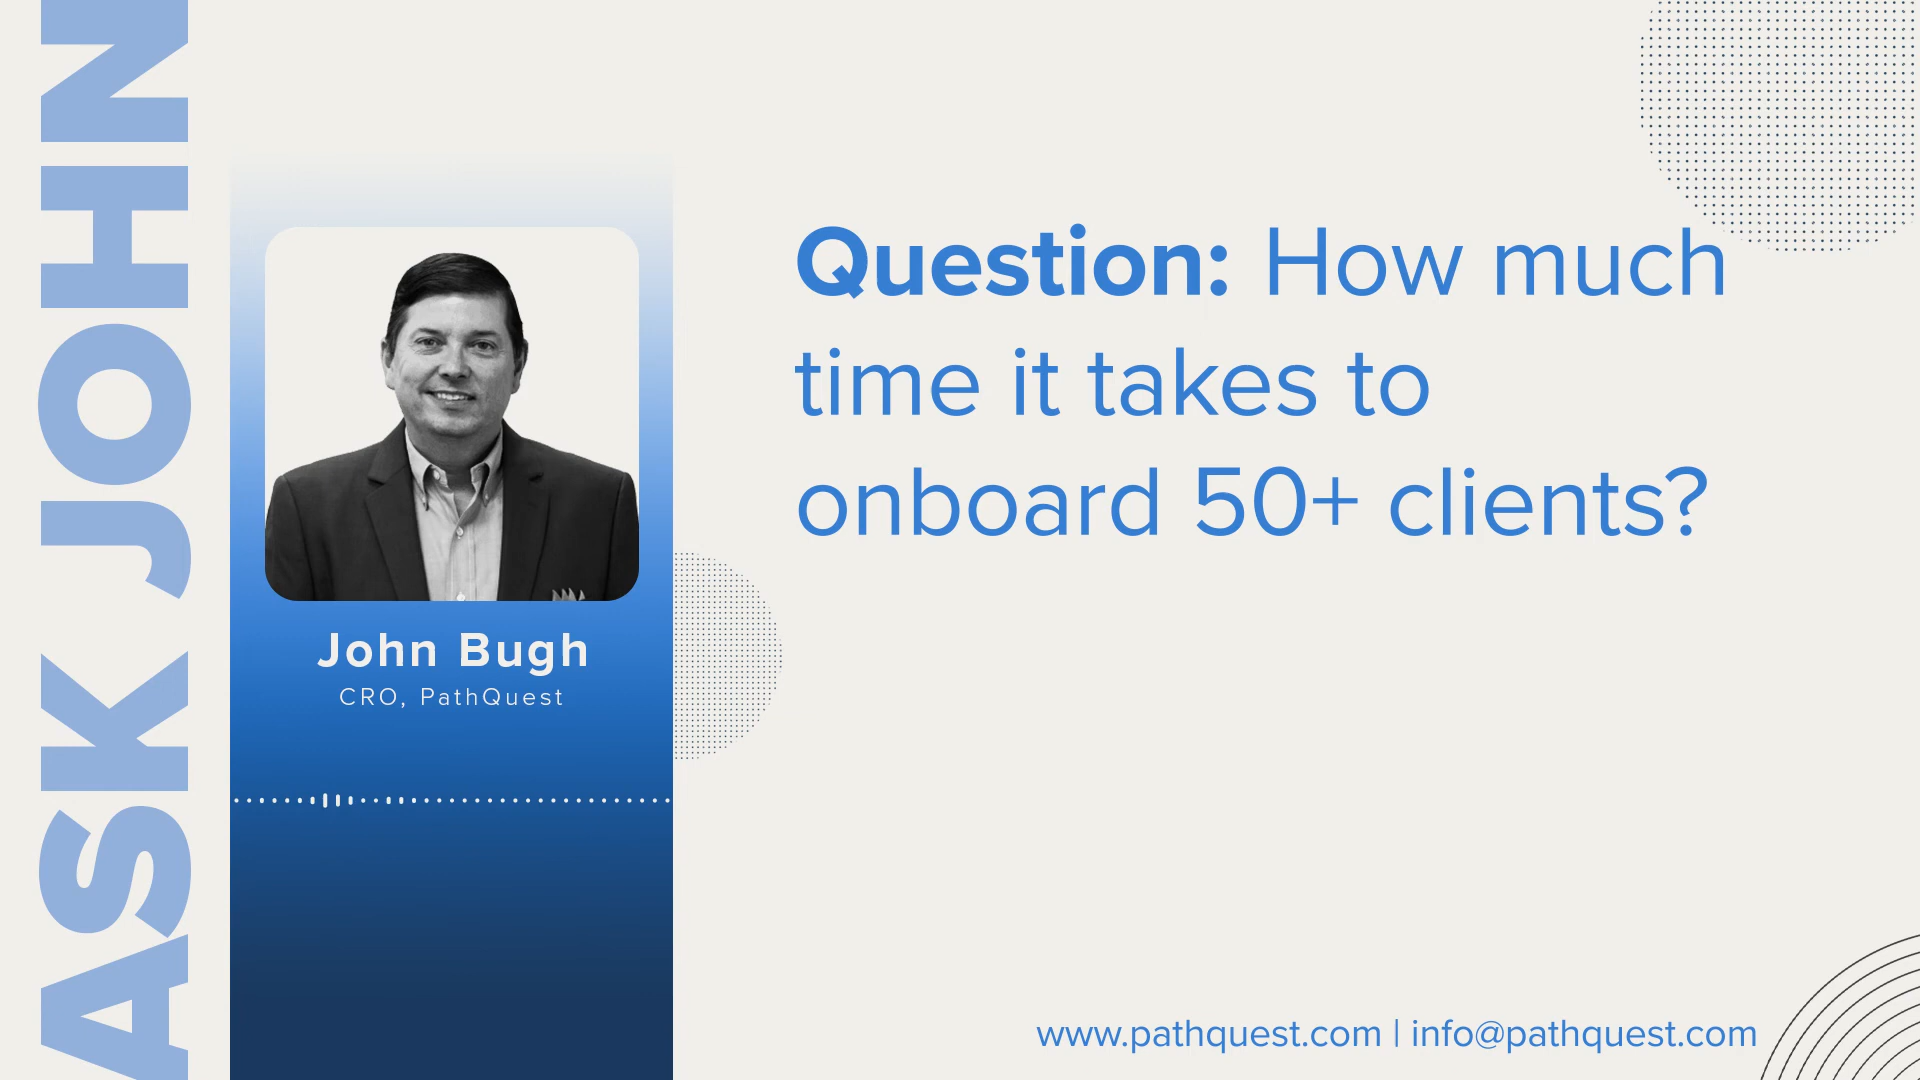 ASK JOHN
John Bugh
CRO, PathQuest
Question: How much
time it takes to
onboard 50+ clients?
www.pathquest.com | info@pathquest.com